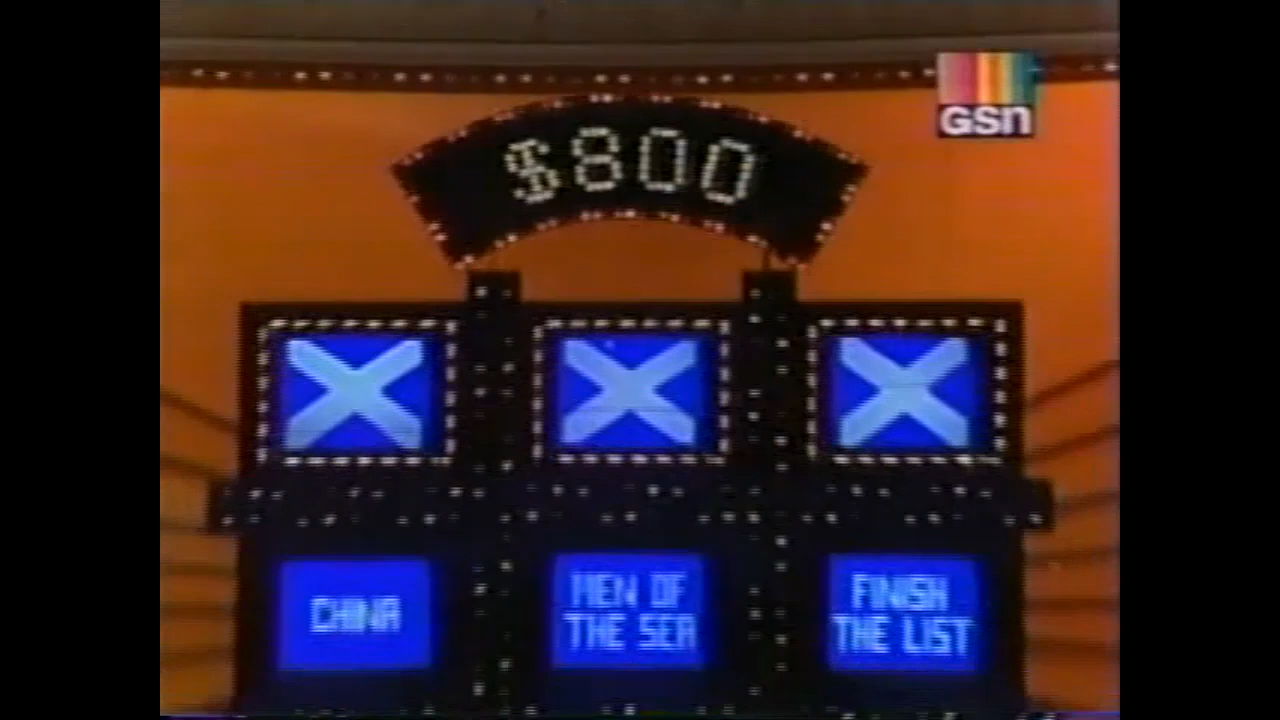 GSN
$800
X X X
CHINA
MEN OF
THE SEA
FINISH
THE LIST